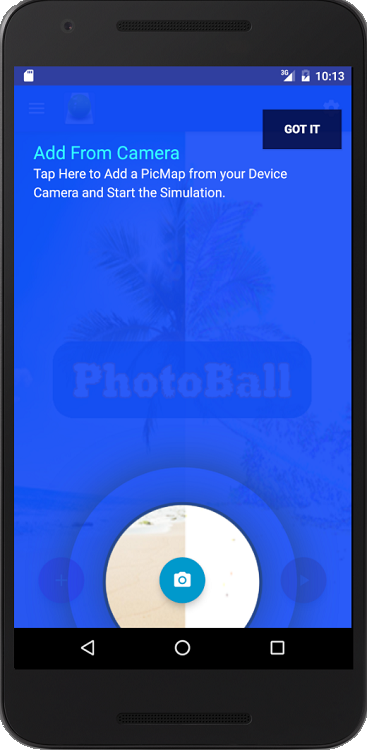 3G 10:13
GOT IT
Add From Camera
Tap Here to Add a PicMap from your Device
Camera and Start the Simulation.
PhotoBall